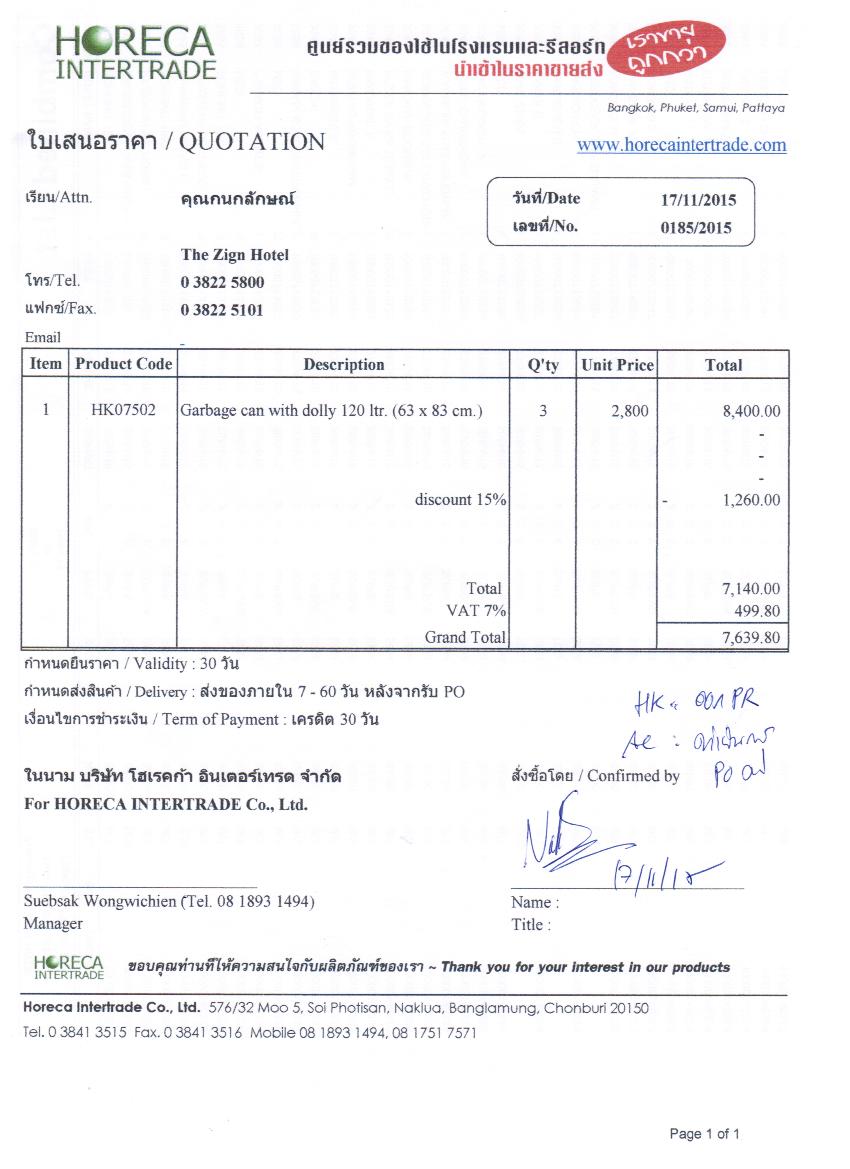 HORECA
INTERTRADE
ศูนย์รวมของใช้ในโรงแรมและรีสอร์ท
นำเข้าในราคาขายส่ง
เราขาย
ถูกกว่า
Bangkok, Phuket, Samui, Pattaya
ใบเสนอราคา / QUOTATION
www.horecaintertrade.com
เรียน/Attn. คุณกนกลักษณ์
วันที่/Date 17/11/2015
เลขที่/No. 0185/2015
The Zign Hotel
โทร/Tel. 0 3822 5800
แฟกซ์/Fax. 0 3822 5101
Email -
Item Product Code Description Q'ty Unit Price Total
1 HK07502 Garbage can with dolly 120 ltr. (63 x 83 cm.) 3 2,800 8,400.00
-
-
-
discount 15% - 1,260.00
Total 7,140.00
VAT 7% 499.80
Grand Total 7,639.80
กำหนดยืนราคา / Validity : 30 วัน
กำหนดส่งสินค้า / Delivery : ส่งของภายใน 7 - 60 วัน หลังจากรับ PO
เงื่อนไขการชำระเงิน / Term of Payment : เครดิต 30 วัน
HK ออก PR
AC :
PO
ในนาม บริษัท โฮเรคก้า อินเตอร์เทรด จำกัด
สั่งซื้อโดย / Confirmed by
For HORECA INTERTRADE Co., Ltd.
17/11/15
Suebsak Wongwichien (Tel. 08 1893 1494)
Name :
Manager
Title :
HORECA
INTERTRADE
ขอบคุณท่านที่ให้ความสนใจกับผลิตภัณฑ์ของเรา ~ Thank you for your interest in our products
Horeca Intertrade Co., Ltd. 576/32 Moo 5, Soi Photisan, Naklua, Banglamung, Chonburi 20150
Tel. 0 3841 3515 Fax. 0 3841 3516 Mobile 08 1893 1494, 08 1751 7571
Page 1 of 1